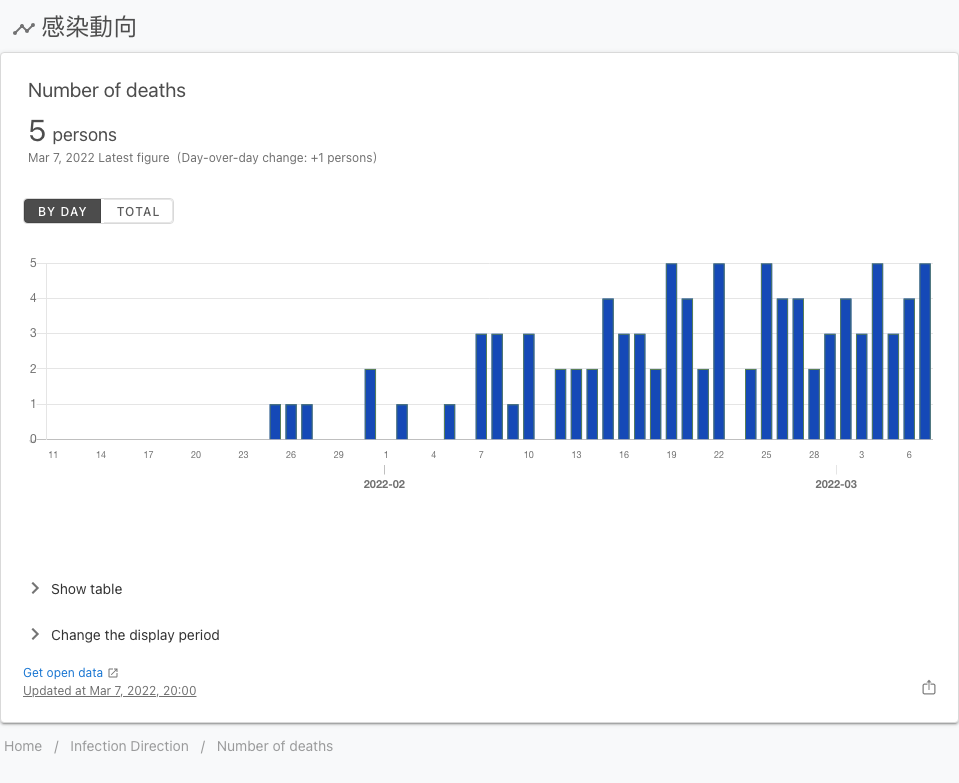 感染動向
Number of deaths
5 persons
Mar 7, 2022 Latest figure (Day-over-day change: +1 persons)
BY DAY TOTAL
5
4
3
2
1
0
11 14 17 20 23 26 29 1 4 7 10 13 16 19 22 25 28 3 6
2022-02 2022-03
Show table
Change the display period
Get open data
Updated at Mar 7, 2022, 20:00
Home / Infection Direction / Number of deaths